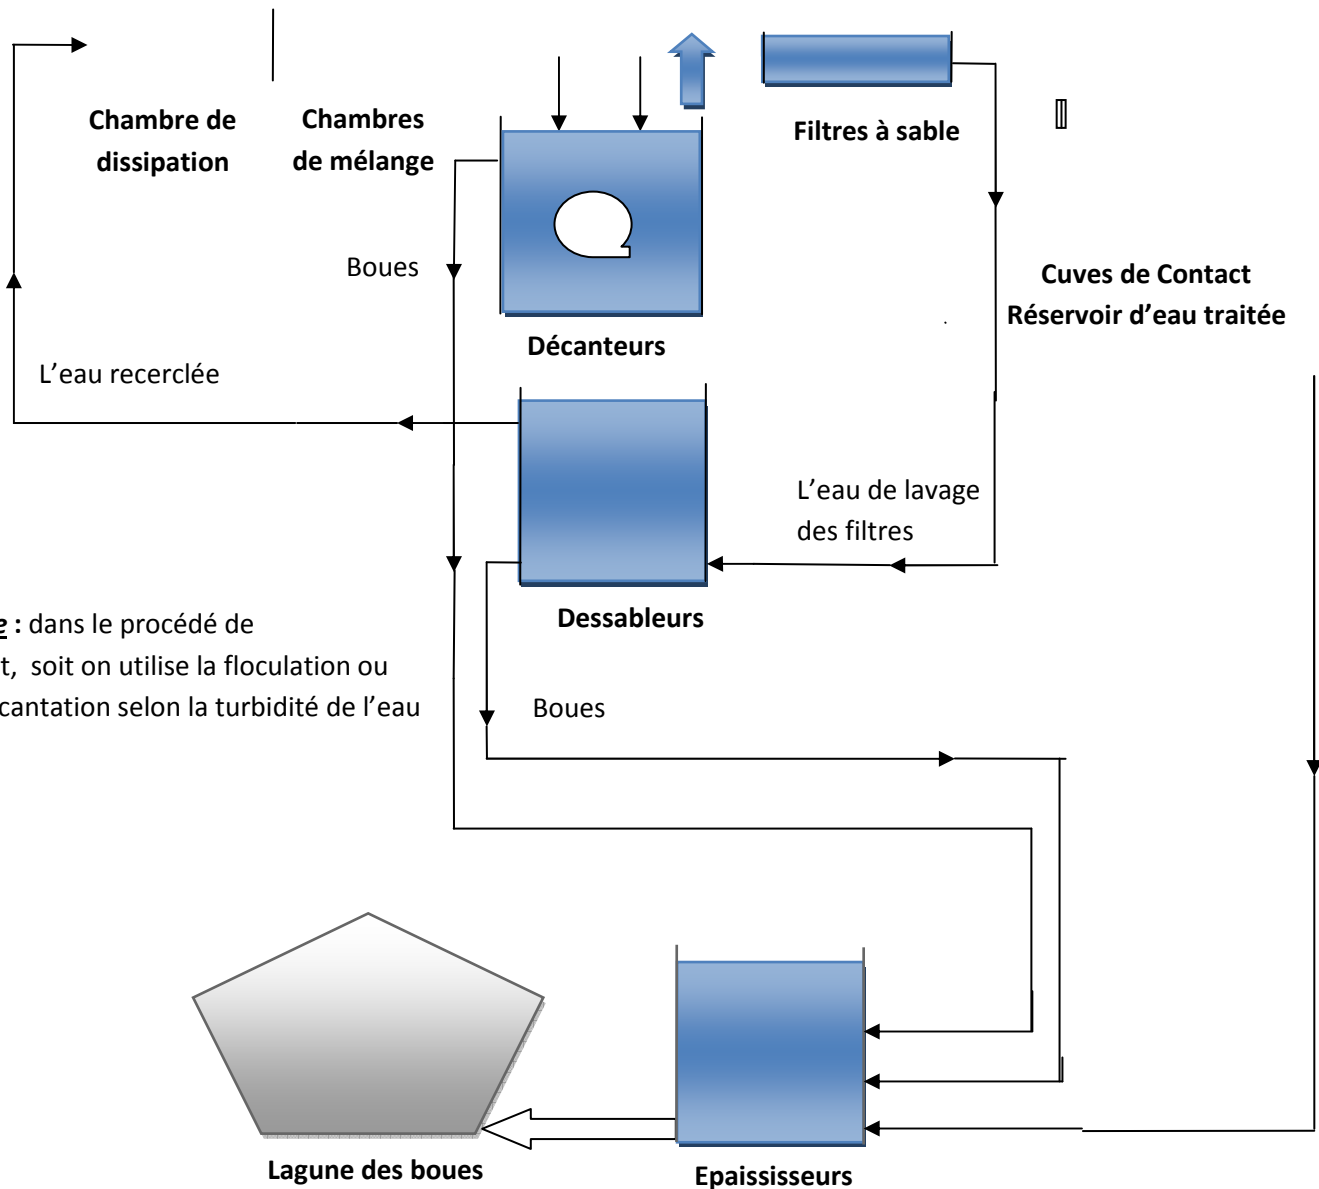 Chambre de
dissipation
Chambres
de mélange
Filtres à sable
Boues
Cuves de Contact
Réservoir d’eau traitée
Décanteurs
L’eau recerclée
L’eau de lavage
des filtres
Dessableurs
e : dans le procédé de
t, soit on utilise la floculation ou
cantation selon la turbidité de l’eau
Boues
Lagune des boues
Epaississeurs